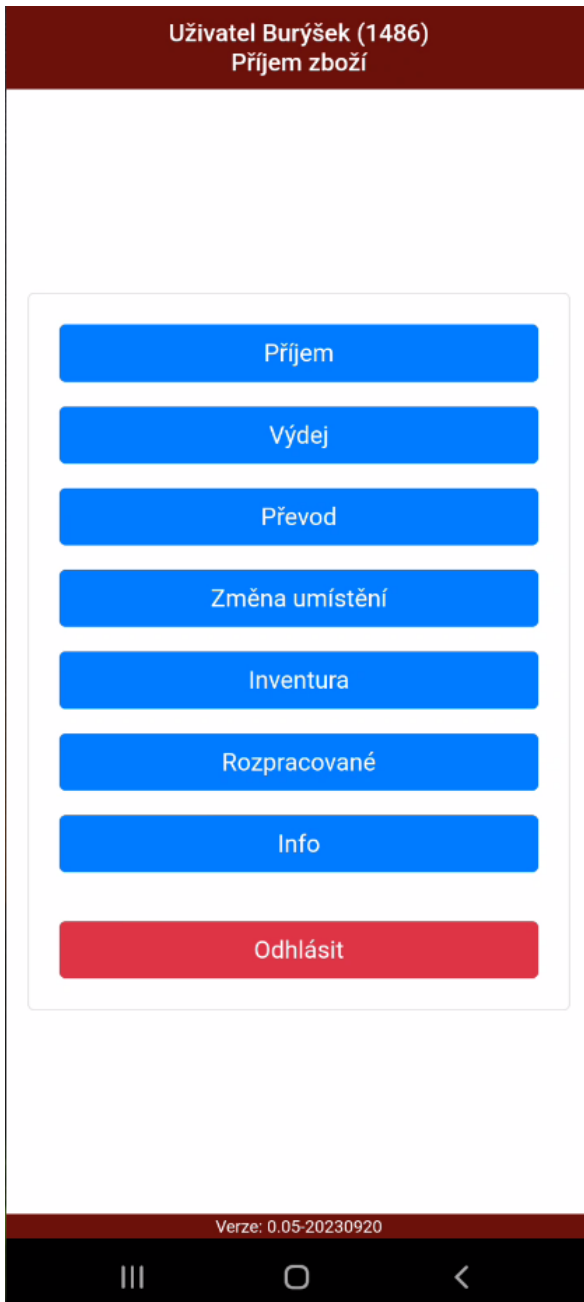 Uživatel Burýšek (1486)
Příjem zboží
Příjem
Výdej
Převod
Změna umístění
Inventura
Rozpracované
Info
Odhlásit
Verze: 0.05-20230920